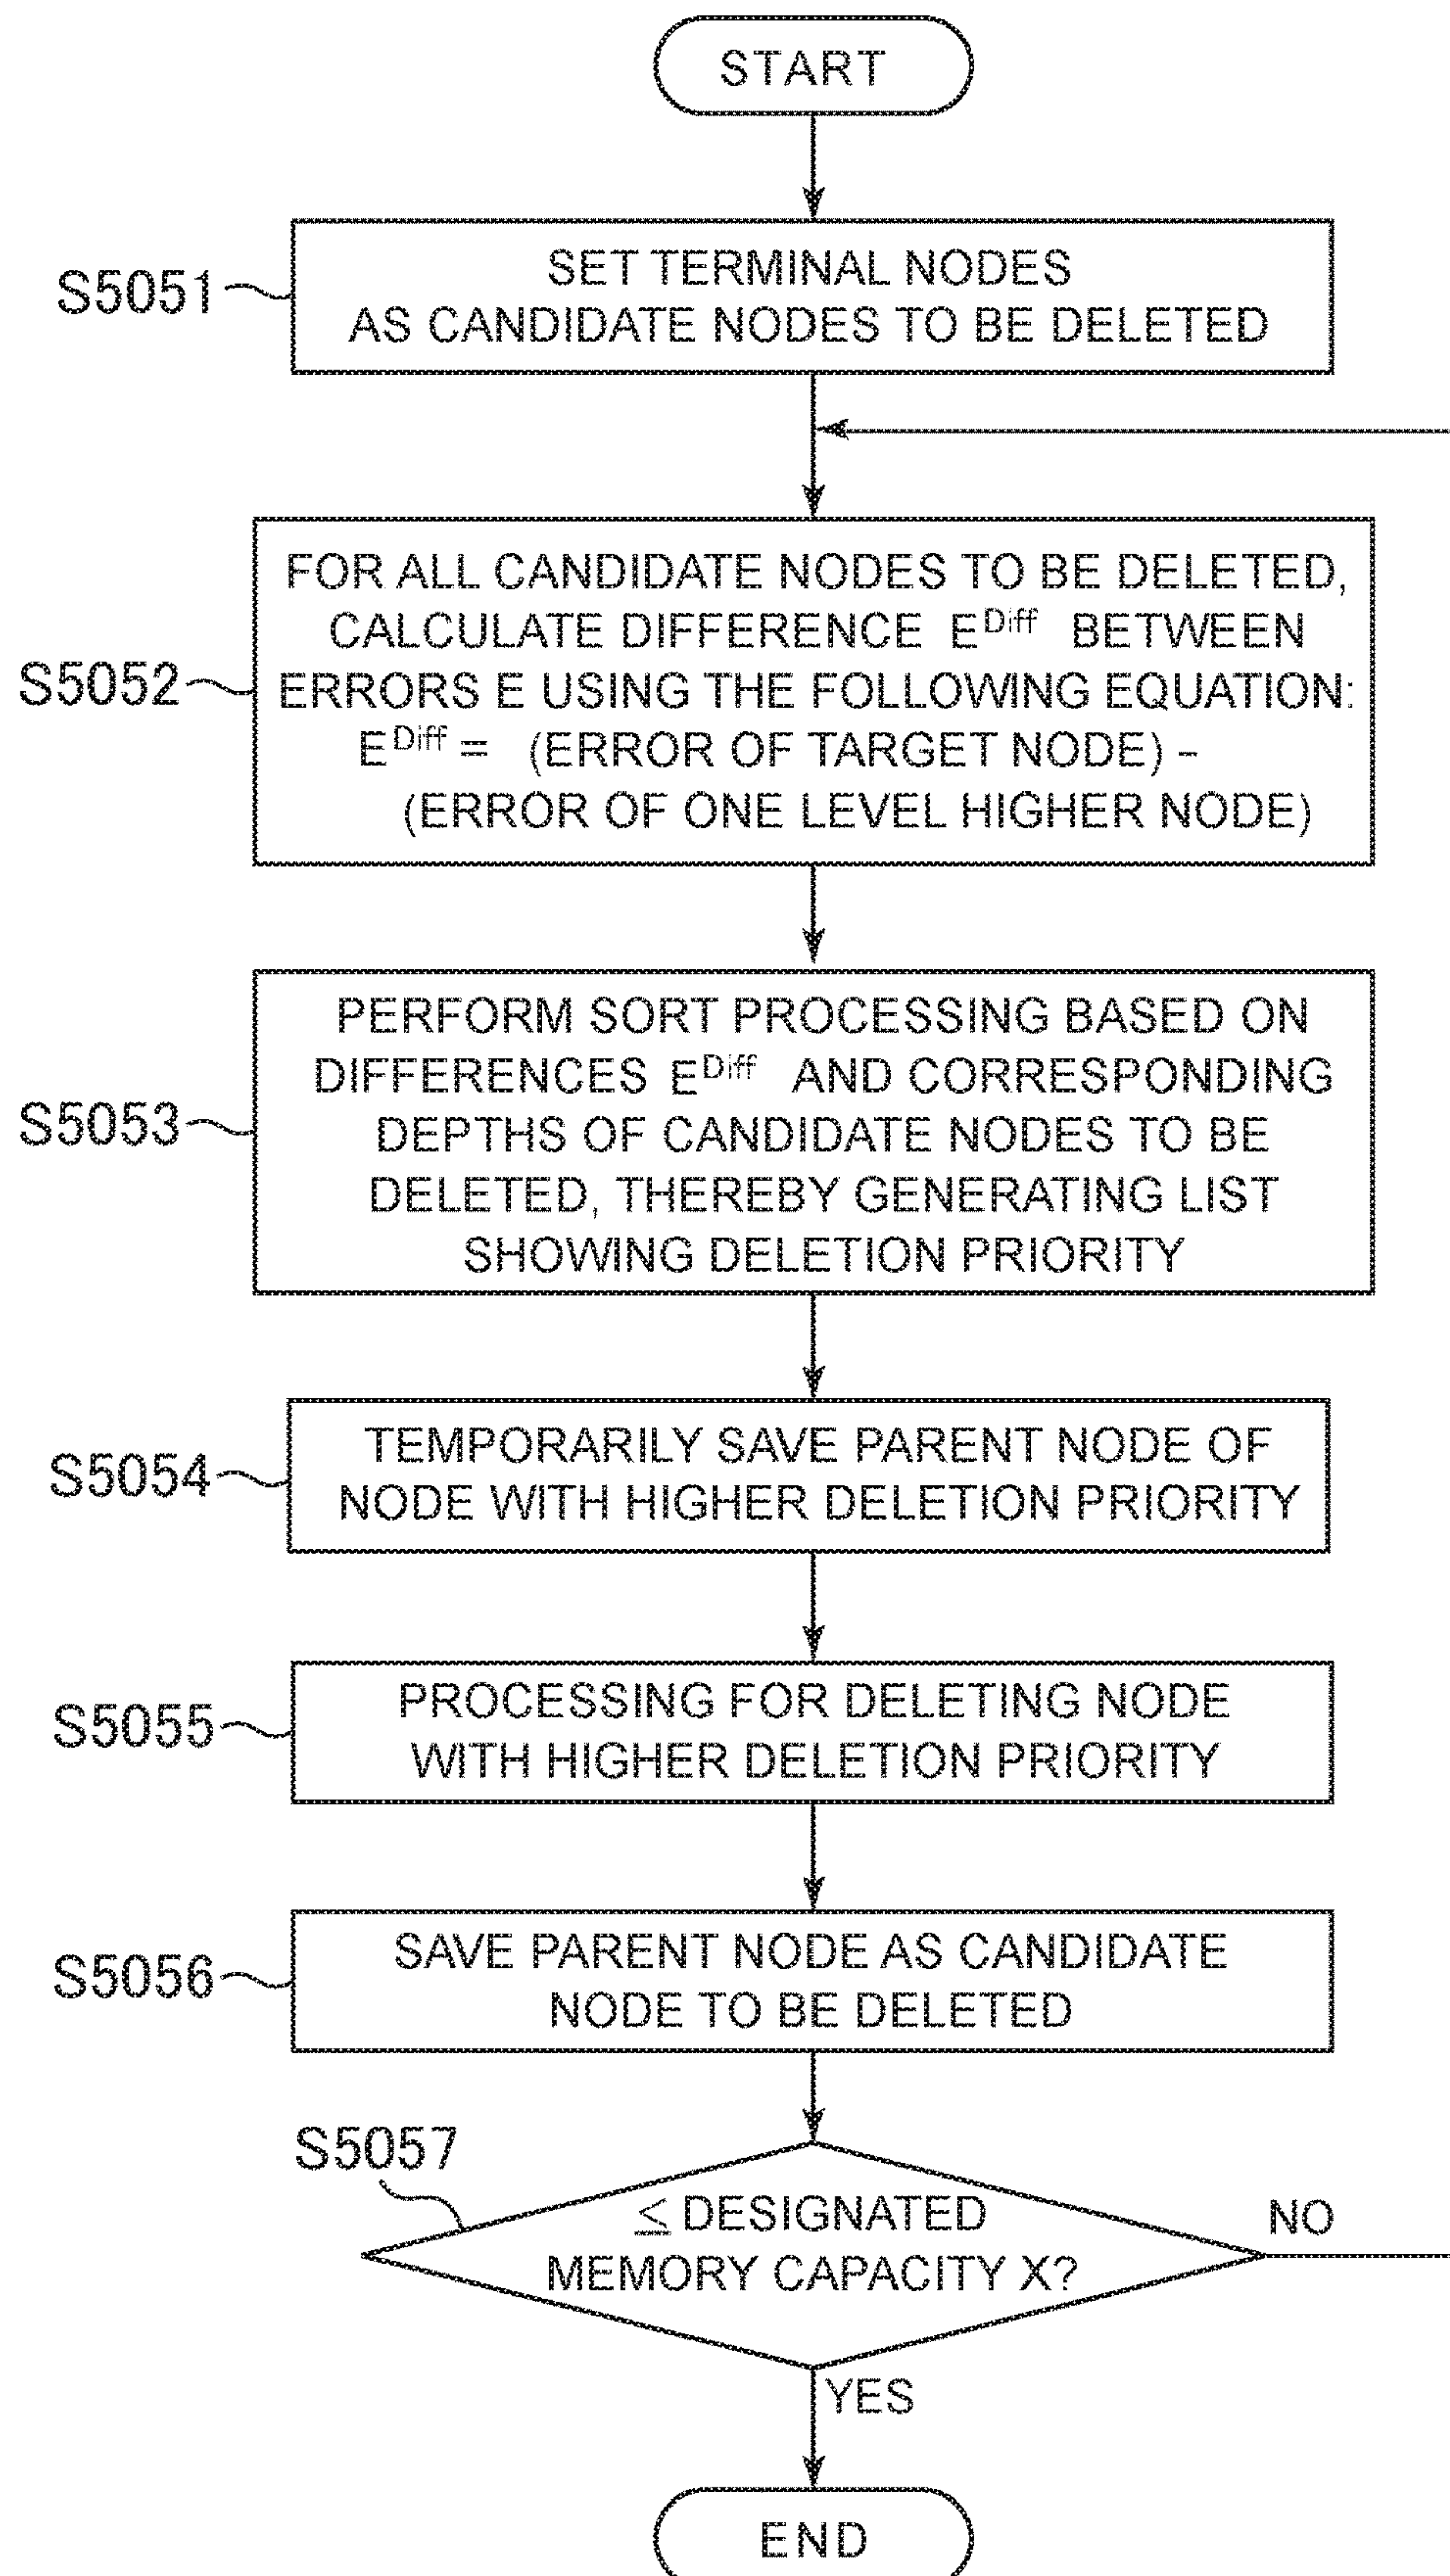 START
S5051
SET TERMINAL NODES
AS CANDIDATE NODES TO BE DELETED
S5052
FOR ALL CANDIDATE NODES TO BE DELETED,
CALCULATE DIFFERENCE E^Diff BETWEEN
ERRORS E USING THE FOLLOWING EQUATION:
E^Diff = (ERROR OF TARGET NODE) –
(ERROR OF ONE LEVEL HIGHER NODE)
S5053
PERFORM SORT PROCESSING BASED ON
DIFFERENCES E^Diff AND CORRESPONDING
DEPTHS OF CANDIDATE NODES TO BE
DELETED, THEREBY GENERATING LIST
SHOWING DELETION PRIORITY
S5054
TEMPORARILY SAVE PARENT NODE OF
NODE WITH HIGHER DELETION PRIORITY
S5055
PROCESSING FOR DELETING NODE
WITH HIGHER DELETION PRIORITY
S5056
SAVE PARENT NODE AS CANDIDATE
NODE TO BE DELETED
S5057
≤ DESIGNATED
MEMORY CAPACITY X?
NO
YES
END